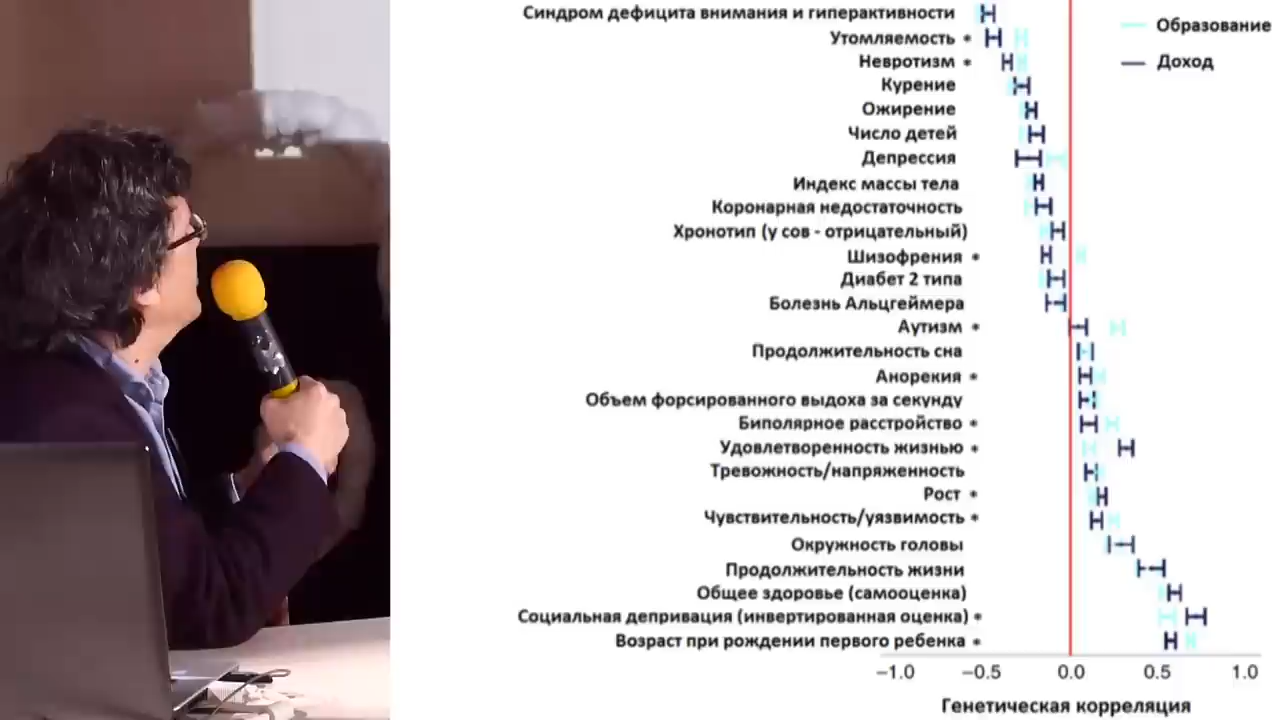 Синдром дефицита внимания и гиперактивности
Утомляемость *
Невротизм *
Курение
Ожирение
Число детей
Депрессия
Индекс массы тела
Коронарная недостаточность
Хронотип (у сов - отрицательный)
Шизофрения *
Диабет 2 типа
Болезнь Альцгеймера
Аутизм *
Продолжительность сна
Анорекия *
Объем форсированного выдоха за секунду
Биполярное расстройство *
Удовлетворенность жизнью *
Тревожность/напряженность
Рост *
Чувствительность/уязвимость *
Окружность головы
Продолжительность жизни
Общее здоровье (самооценка)
Социальная депривация (инвертированная оценка) *
Возраст при рождении первого ребенка *
Образование
Доход
−1.0 −0.5 0.0 0.5 1.0
Генетическая корреляция